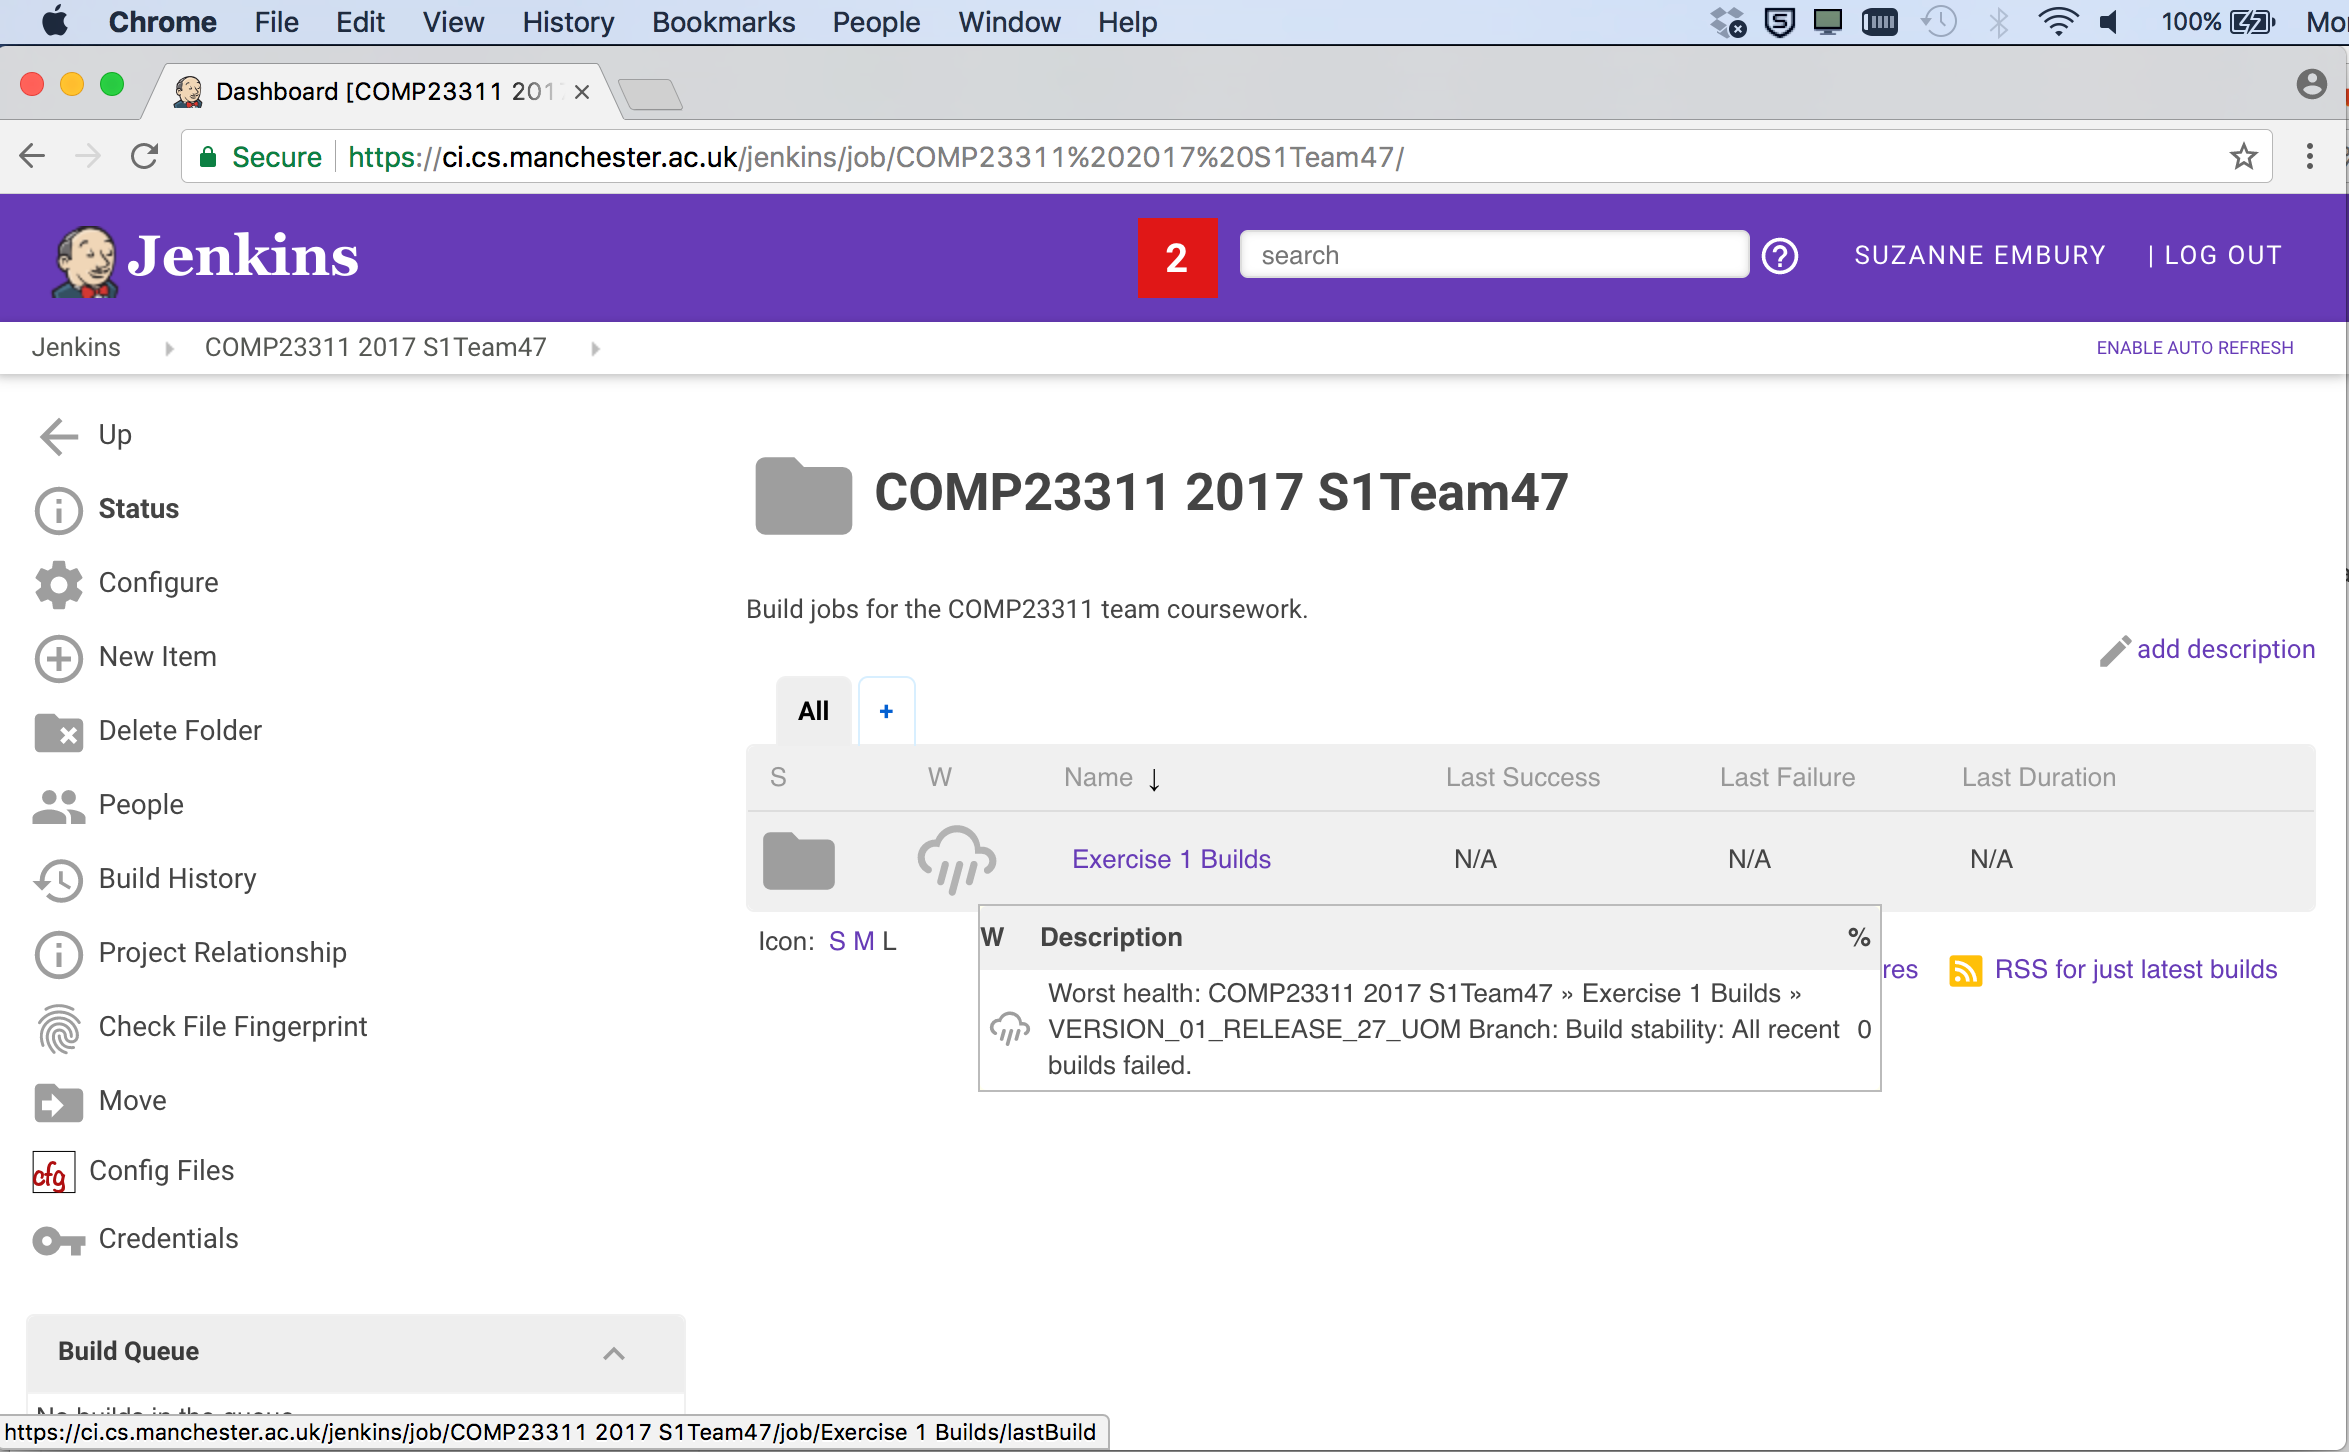 Chrome File Edit View History Bookmarks People Window Help 100%
Dashboard [COMP23311 201
Secure https://ci.cs.manchester.ac.uk/jenkins/job/COMP23311%202017%20S1Team47/
Jenkins 2 search ? SUZANNE EMBURY | LOG OUT
Jenkins COMP23311 2017 S1Team47 ENABLE AUTO REFRESH
Up
Status
Configure
New Item
Delete Folder
People
Build History
Project Relationship
Check File Fingerprint
Move
cfg Config Files
Credentials
Build Queue
COMP23311 2017 S1Team47
Build jobs for the COMP23311 team coursework.
add description
All +
S W Name ↓ Last Success Last Failure Last Duration
Exercise 1 Builds N/A N/A N/A
Icon: S M L
W Description %
Worst health: COMP23311 2017 S1Team47 » Exercise 1 Builds »
VERSION_01_RELEASE_27_UOM Branch: Build stability: All recent 0
builds failed.
RSS for just latest builds
https://ci.cs.manchester.ac.uk/jenkins/job/COMP23311 2017 S1Team47/job/Exercise 1 Builds/lastBuild